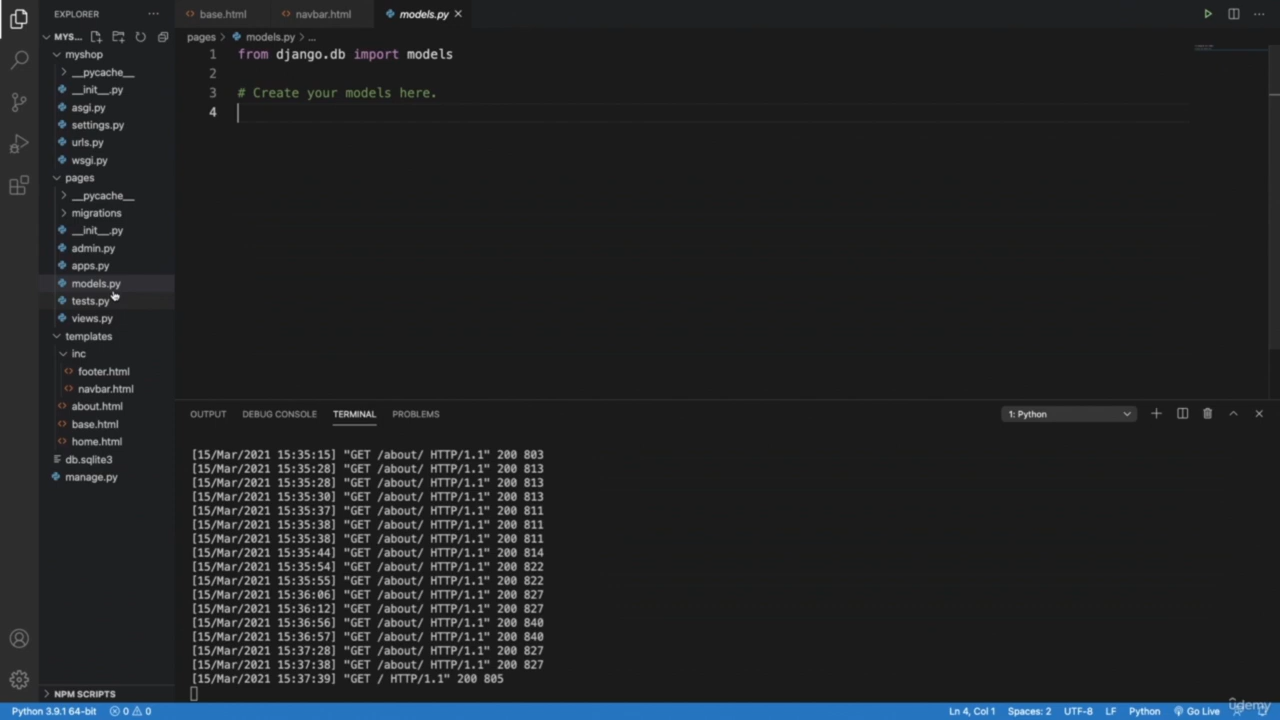 EXPLORER
MYS...
myshop
__pycache__
__init__.py
asgi.py
settings.py
urls.py
wsgi.py
pages
__pycache__
migrations
__init__.py
admin.py
apps.py
models.py
tests.py
views.py
templates
inc
footer.html
navbar.html
about.html
base.html
home.html
db.sqlite3
manage.py
NPM SCRIPTS
base.html navbar.html models.py
pages > models.py > ...
1 from django.db import models
2
3 # Create your models here.
4
OUTPUT DEBUG CONSOLE TERMINAL PROBLEMS 1: Python
[15/Mar/2021 15:35:15] "GET /about/ HTTP/1.1" 200 803
[15/Mar/2021 15:35:28] "GET /about/ HTTP/1.1" 200 813
[15/Mar/2021 15:35:28] "GET /about/ HTTP/1.1" 200 813
[15/Mar/2021 15:35:30] "GET /about/ HTTP/1.1" 200 813
[15/Mar/2021 15:35:37] "GET /about/ HTTP/1.1" 200 811
[15/Mar/2021 15:35:38] "GET /about/ HTTP/1.1" 200 811
[15/Mar/2021 15:35:38] "GET /about/ HTTP/1.1" 200 811
[15/Mar/2021 15:35:44] "GET /about/ HTTP/1.1" 200 814
[15/Mar/2021 15:35:54] "GET /about/ HTTP/1.1" 200 822
[15/Mar/2021 15:35:55] "GET /about/ HTTP/1.1" 200 822
[15/Mar/2021 15:36:06] "GET /about/ HTTP/1.1" 200 827
[15/Mar/2021 15:36:12] "GET /about/ HTTP/1.1" 200 827
[15/Mar/2021 15:36:56] "GET /about/ HTTP/1.1" 200 840
[15/Mar/2021 15:36:57] "GET /about/ HTTP/1.1" 200 840
[15/Mar/2021 15:37:28] "GET /about/ HTTP/1.1" 200 827
[15/Mar/2021 15:37:38] "GET /about/ HTTP/1.1" 200 827
[15/Mar/2021 15:37:39] "GET / HTTP/1.1" 200 805
Python 3.9.1 64-bit 0 0 Ln 4, Col 1 Spaces: 2 UTF-8 LF Python Go Live
udemy